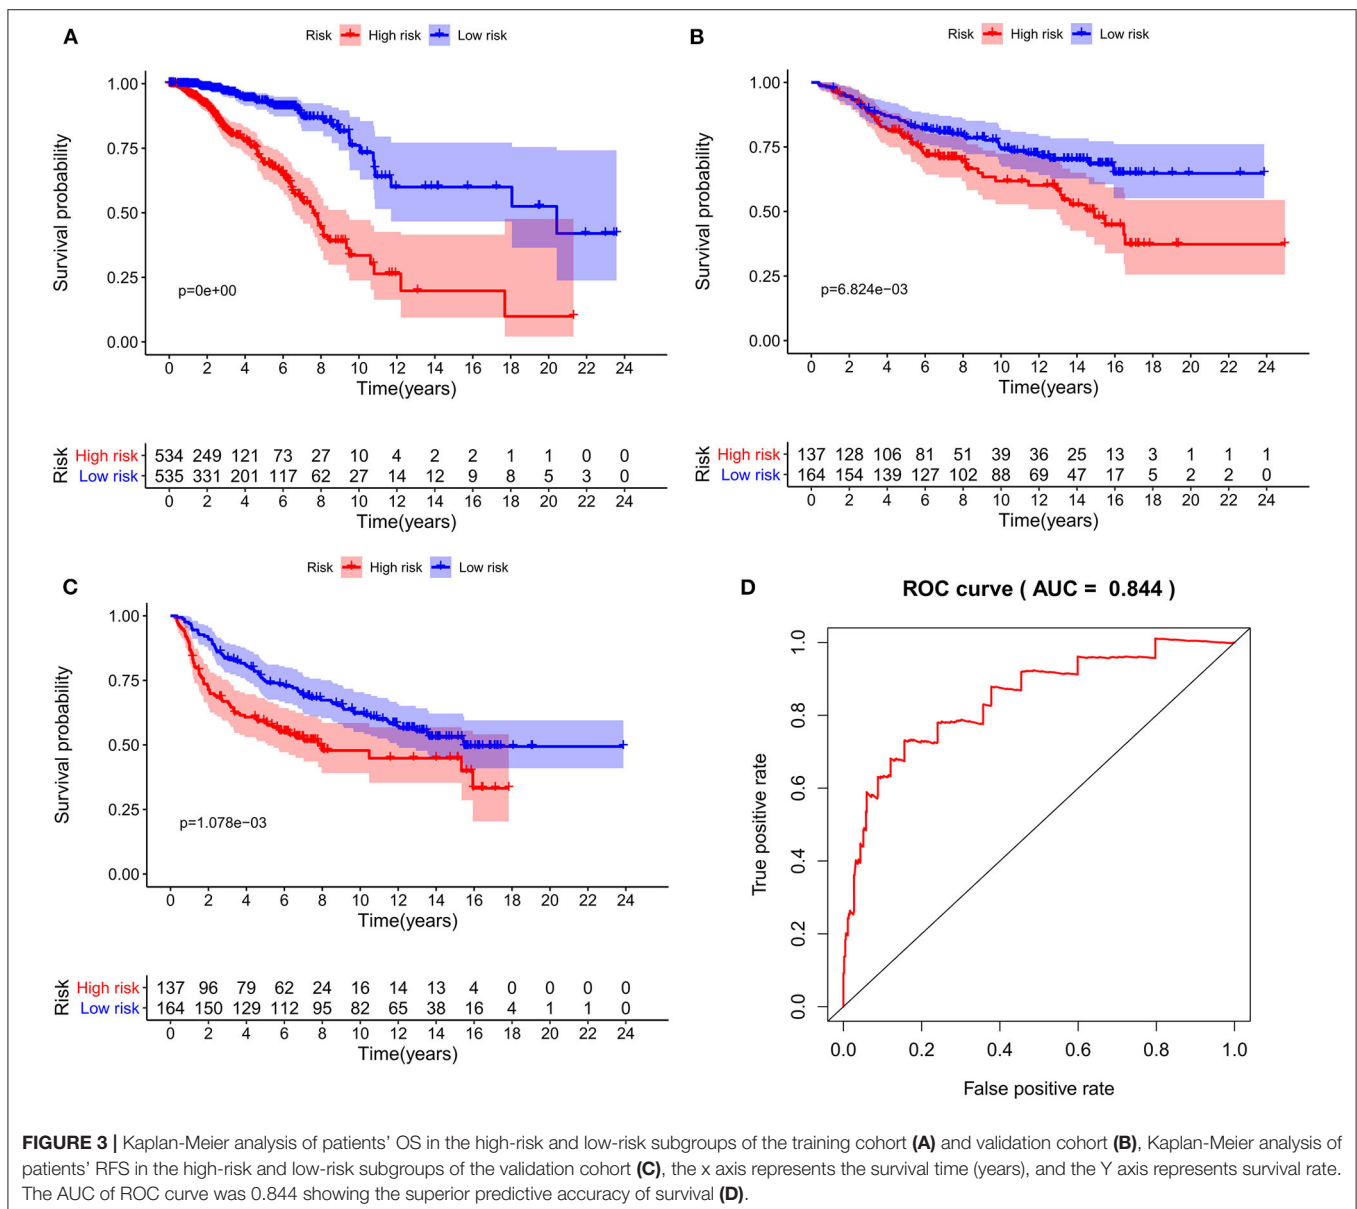 A
Risk High risk Low risk
1.00
0.75
0.50
0.25
0.00
Survival probability
p=0e+00
0 2 4 6 8 10 12 14 16 18 20 22 24
Time(years)
Risk
High risk 534 249 121 73 27 10 4 2 2 1 1 0 0
Low risk 535 331 201 117 62 27 14 12 9 8 5 3 0
0 2 4 6 8 10 12 14 16 18 20 22 24
Time(years)
B
Risk High risk Low risk
1.00
0.75
0.50
0.25
0.00
Survival probability
p=6.824e−03
0 2 4 6 8 10 12 14 16 18 20 22 24
Time(years)
Risk
High risk 137 128 106 81 51 39 36 25 13 3 1 1 1
Low risk 164 154 139 127 102 88 69 47 17 5 2 2 0
0 2 4 6 8 10 12 14 16 18 20 22 24
Time(years)
C
Risk High risk Low risk
1.00
0.75
0.50
0.25
0.00
Survival probability
p=1.078e−03
0 2 4 6 8 10 12 14 16 18 20 22 24
Time(years)
Risk
High risk 137 96 79 62 24 16 14 13 4 0 0 0 0
Low risk 164 150 129 112 95 82 65 38 16 4 1 1 0
0 2 4 6 8 10 12 14 16 18 20 22 24
Time(years)
D
ROC curve ( AUC = 0.844 )
1.0
0.8
0.6
0.4
0.2
0.0
True positive rate
0.0 0.2 0.4 0.6 0.8 1.0
False positive rate
FIGURE 3 | Kaplan-Meier analysis of patients' OS in the high-risk and low-risk subgroups of the training cohort (A) and validation cohort (B), Kaplan-Meier analysis of
patients' RFS in the high-risk and low-risk subgroups of the validation cohort (C), the x axis represents the survival time (years), and the Y axis represents survival rate.
The AUC of ROC curve was 0.844 showing the superior predictive accuracy of survival (D).